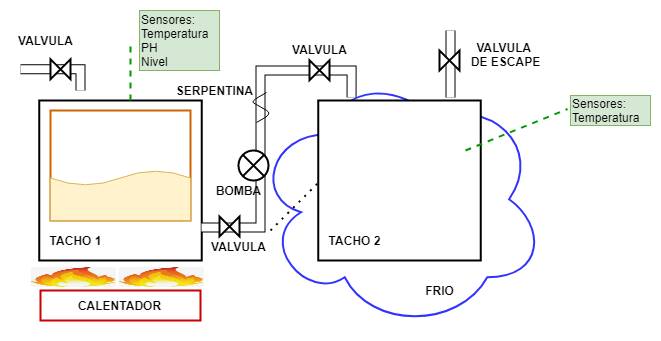 VALVULA
Sensores:
Temperatura
PH
Nivel
VALVULA
VALVULA
DE ESCAPE
SERPENTINA
Sensores:
Temperatura
BOMBA
TACHO 1
VALVULA
TACHO 2
FRIO
CALENTADOR